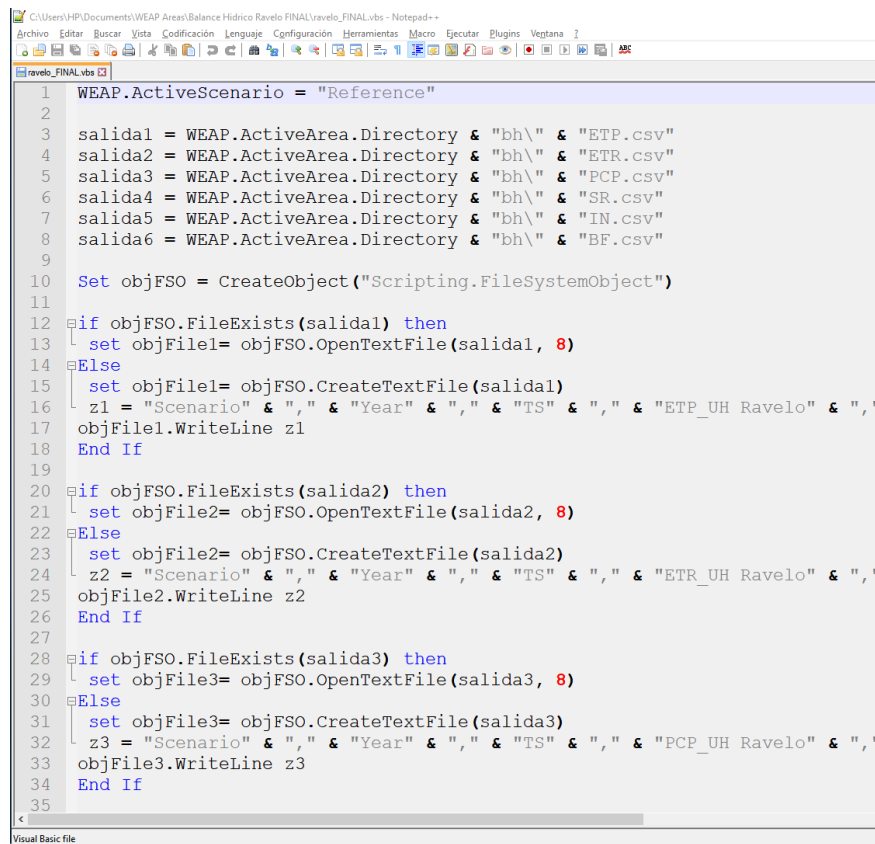 C:\Users\HP\Documents\WEAP Areas\Balance Hidrico Ravelo FINAL\ravelo_FINAL.vbs - Notepad++
Archivo Editar Buscar Vista Codificación Lenguaje Configuración Herramientas Macro Ejecutar Plugins Ventana ?
ABC
ravelo_FINAL.vbs
1 WEAP.ActiveScenario = "Reference"
2
3 salida1 = WEAP.ActiveArea.Directory & "bh\" & "ETP.csv"
4 salida2 = WEAP.ActiveArea.Directory & "bh\" & "ETR.csv"
5 salida3 = WEAP.ActiveArea.Directory & "bh\" & "PCP.csv"
6 salida4 = WEAP.ActiveArea.Directory & "bh\" & "SR.csv"
7 salida5 = WEAP.ActiveArea.Directory & "bh\" & "IN.csv"
8 salida6 = WEAP.ActiveArea.Directory & "bh\" & "BF.csv"
9
10 Set objFSO = CreateObject("Scripting.FileSystemObject")
11
12 if objFSO.FileExists(salida1) then
13 set objFile1= objFSO.OpenTextFile(salida1, 8)
14 Else
15 set objFile1= objFSO.CreateTextFile(salida1)
16 z1 = "Scenario" & "," & "Year" & "," & "TS" & "," & "ETP_UH Ravelo" & ","
17 objFile1.WriteLine z1
18 End If
19
20 if objFSO.FileExists(salida2) then
21 set objFile2= objFSO.OpenTextFile(salida2, 8)
22 Else
23 set objFile2= objFSO.CreateTextFile(salida2)
24 z2 = "Scenario" & "," & "Year" & "," & "TS" & "," & "ETR_UH Ravelo" & ","
25 objFile2.WriteLine z2
26 End If
27
28 if objFSO.FileExists(salida3) then
29 set objFile3= objFSO.OpenTextFile(salida3, 8)
30 Else
31 set objFile3= objFSO.CreateTextFile(salida3)
32 z3 = "Scenario" & "," & "Year" & "," & "TS" & "," & "PCP_UH Ravelo" & ","
33 objFile3.WriteLine z3
34 End If
35
Visual Basic file